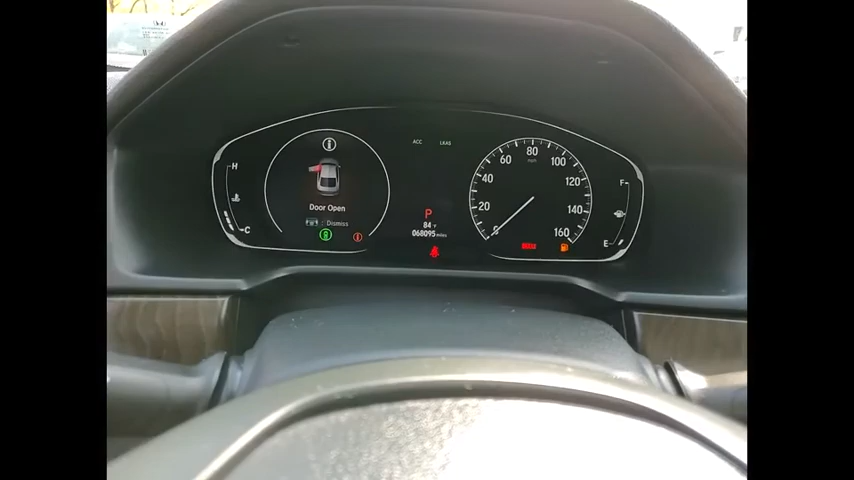 ACC LKAS
H
C
Door Open
: Dismiss
P
84°F
068095 miles
0
20
40
60
80
100
120
140
160
mph
F
E